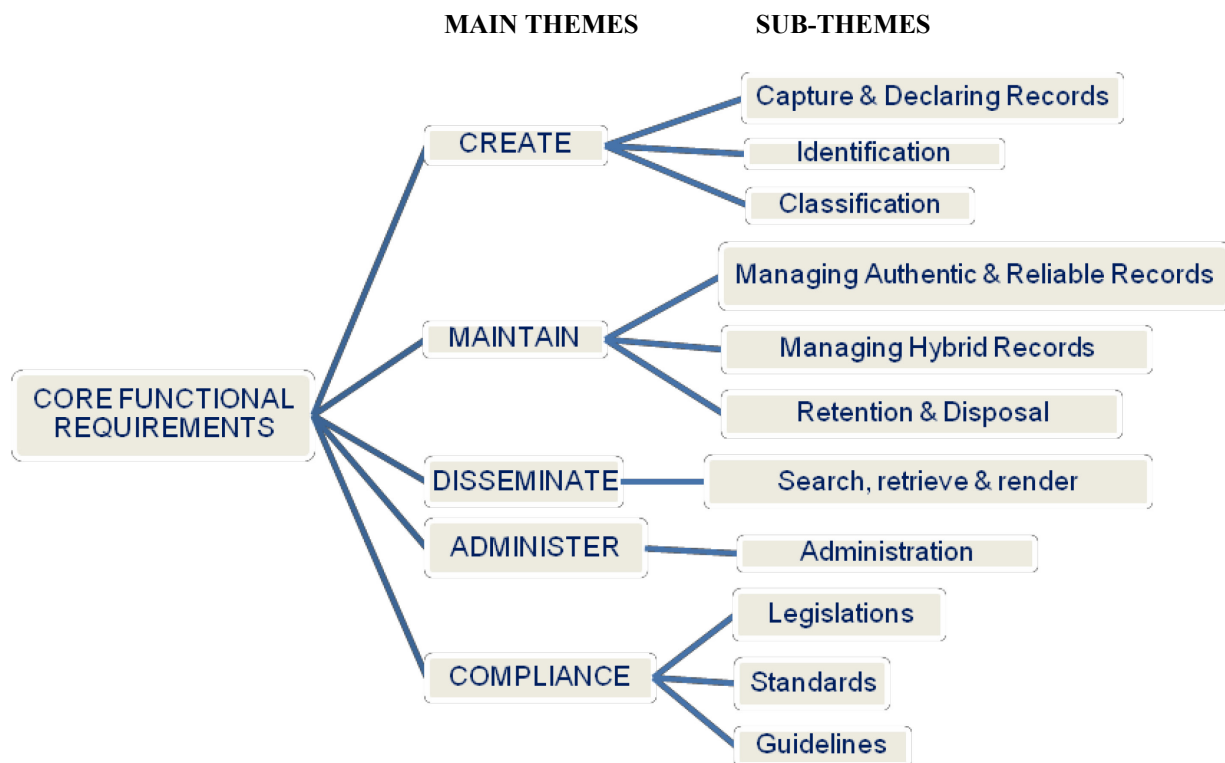 MAIN THEMES
SUB-THEMES
CORE FUNCTIONAL
REQUIREMENTS
CREATE
Capture & Declaring Records
Identification
Classification
MAINTAIN
Managing Authentic & Reliable Records
Managing Hybrid Records
Retention & Disposal
DISSEMINATE
Search, retrieve & render
ADMINISTER
Administration
COMPLIANCE
Legislations
Standards
Guidelines